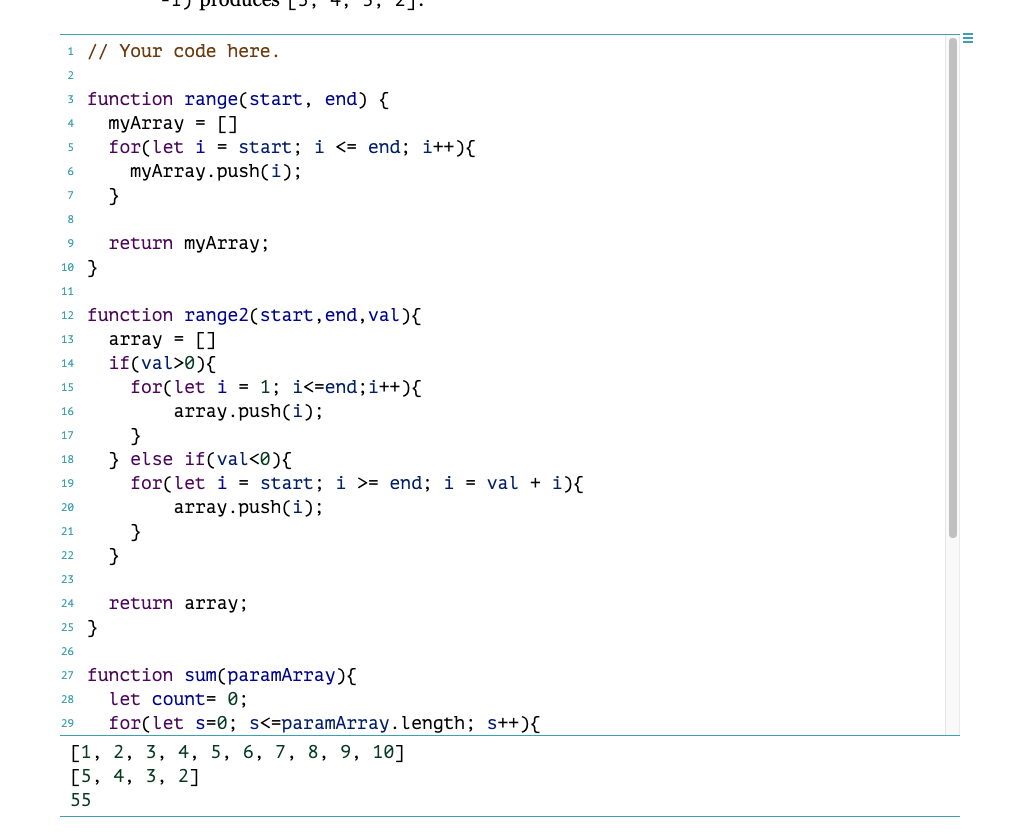 -1) produces [5, 4, 3, 2].
1 // Your code here.
2
3 function range(start, end) {
4 myArray = []
5 for(let i = start; i <= end; i++){
6 myArray.push(i);
7 }
8
9 return myArray;
10 }
11
12 function range2(start,end,val){
13 array = []
14 if(val>0){
15 for(let i = 1; i<=end;i++){
16 array.push(i);
17 }
18 } else if(val<0){
19 for(let i = start; i >= end; i = val + i){
20 array.push(i);
21 }
22 }
23
24 return array;
25 }
26
27 function sum(paramArray){
28 let count= 0;
29 for(let s=0; s<=paramArray.length; s++){
[1, 2, 3, 4, 5, 6, 7, 8, 9, 10]
[5, 4, 3, 2]
55